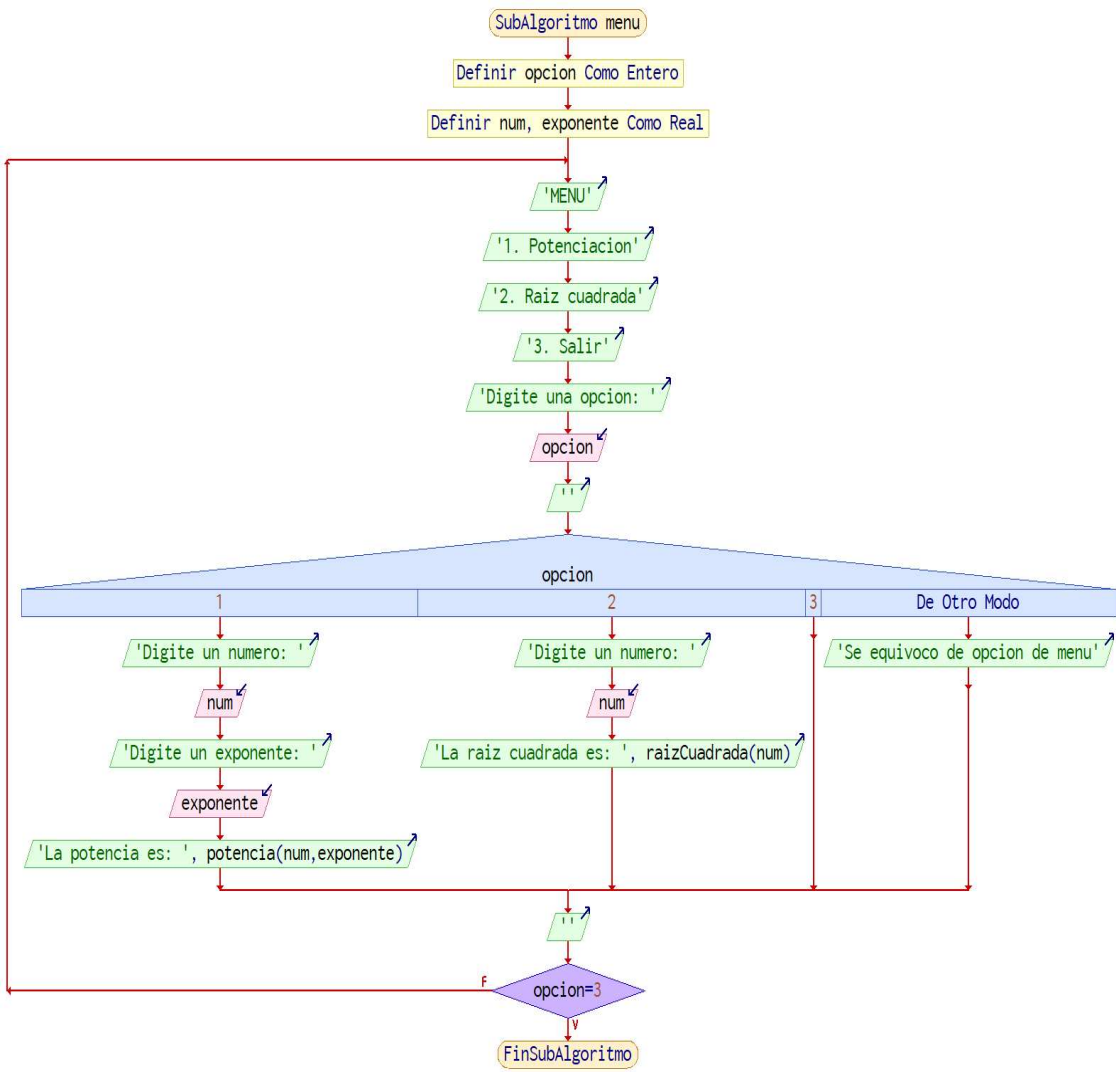 SubAlgoritmo menu
Definir opcion Como Entero
Definir num, exponente Como Real
'MENU'
'1. Potenciacion'
'2. Raiz cuadrada'
'3. Salir'
'Digite una opcion: '
opcion
''
opcion
1 2 3 De Otro Modo
'Digite un numero: ' 'Digite un numero: ' 'Se equivoco de opcion de menu'
num num
'Digite un exponente: ' 'La raiz cuadrada es: ', raizCuadrada(num)
exponente
'La potencia es: ', potencia(num,exponente)
''
F opcion=3
V
FinSubAlgoritmo